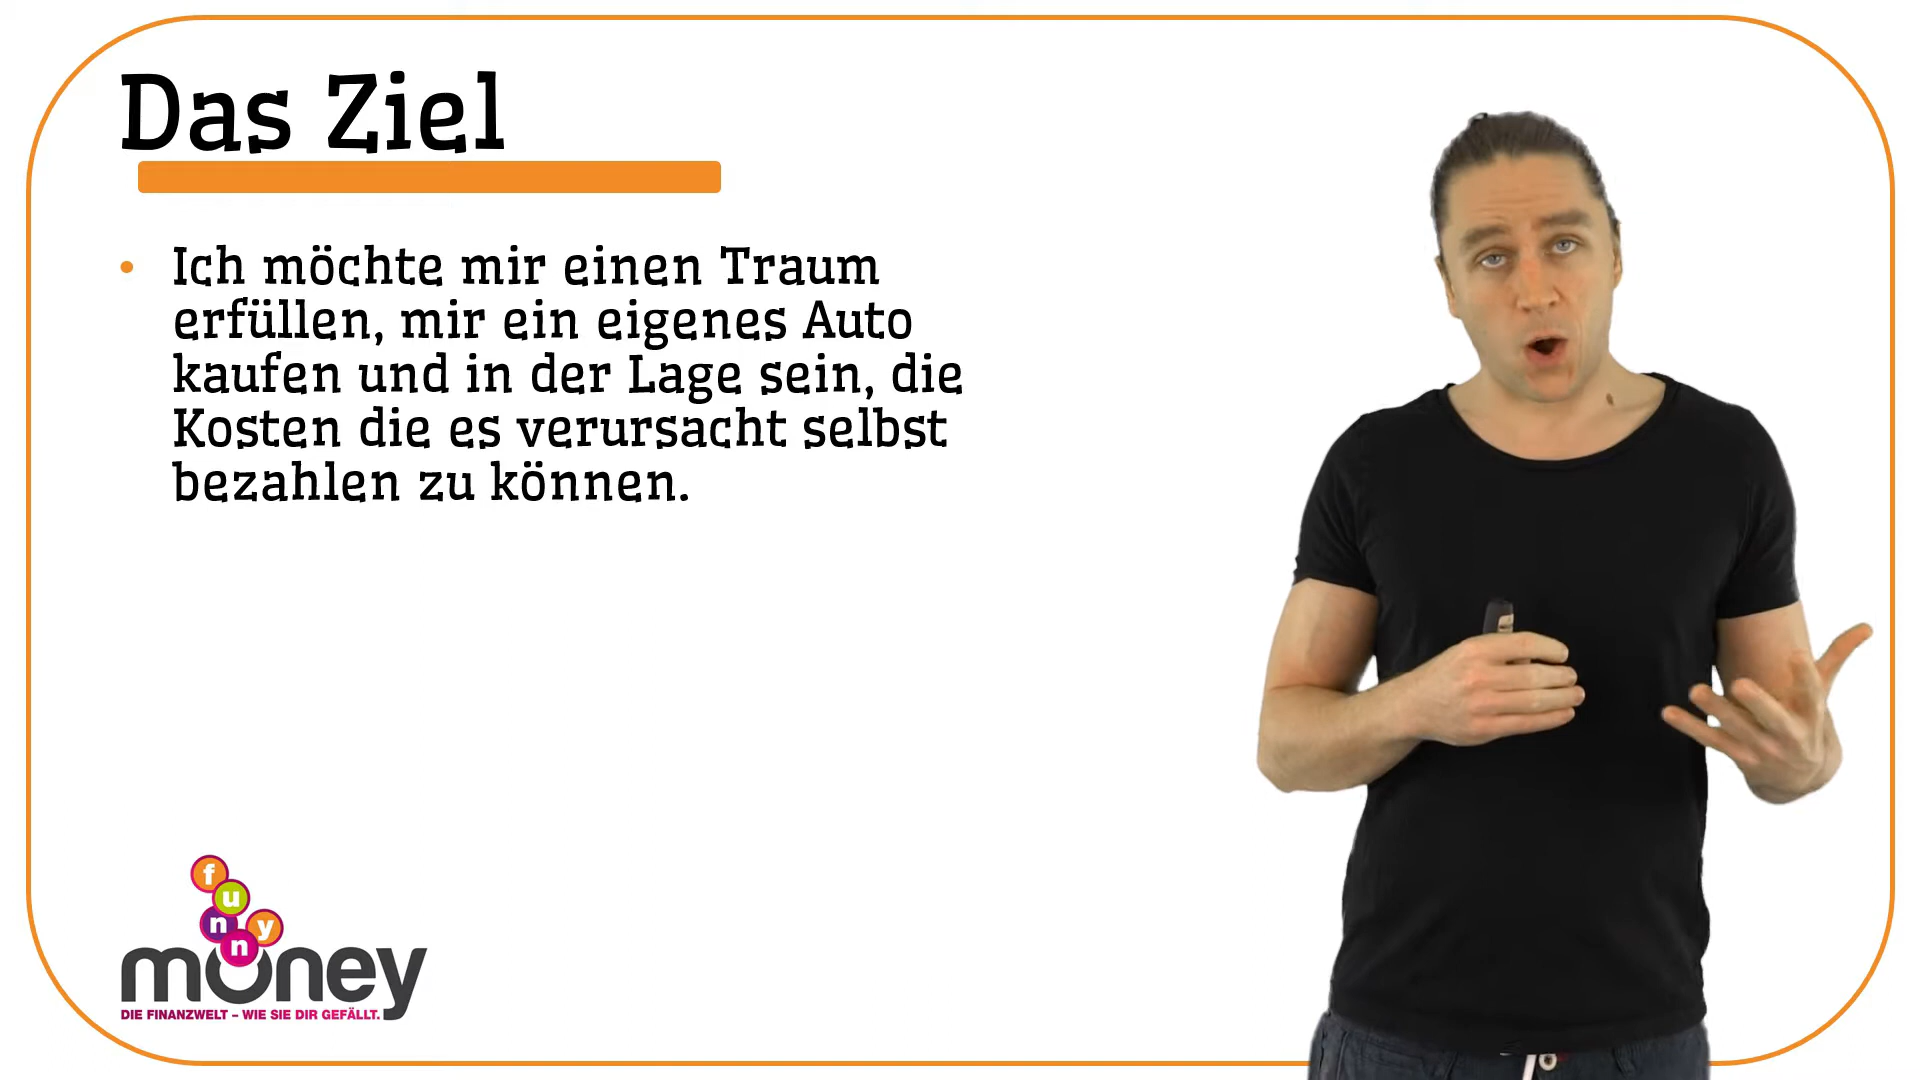 Das Ziel
• Ich möchte mir einen Traum
erfüllen, mir ein eigenes Auto
kaufen und in der Lage sein, die
Kosten die es verursacht selbst
bezahlen zu können.
funny
money
DIE FINANZWELT – WIE SIE DIR GEFÄLLT.